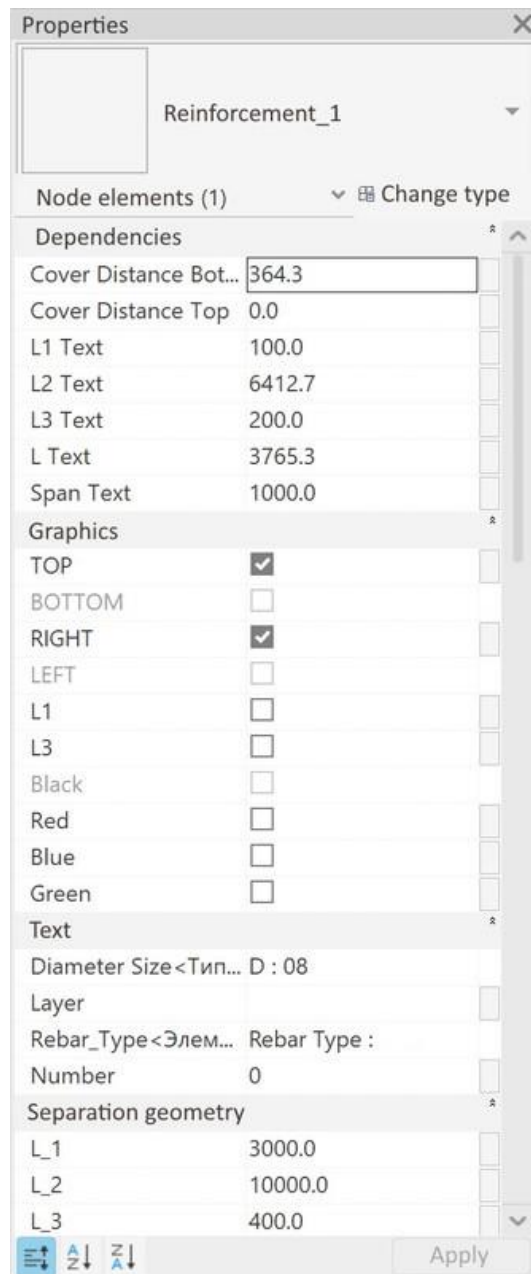 Properties
Reinforcement_1
Node elements (1) Change type
Dependencies
Cover Distance Bot... 364.3
Cover Distance Top 0.0
L1 Text 100.0
L2 Text 6412.7
L3 Text 200.0
L Text 3765.3
Span Text 1000.0
Graphics
TOP
BOTTOM
RIGHT
LEFT
L1
L3
Black
Red
Blue
Green
Text
Diameter Size<Тип... D : 08
Layer
Rebar_Type<Элем... Rebar Type :
Number 0
Separation geometry
L_1 3000.0
L_2 10000.0
L_3 400.0
A Z Z A Apply